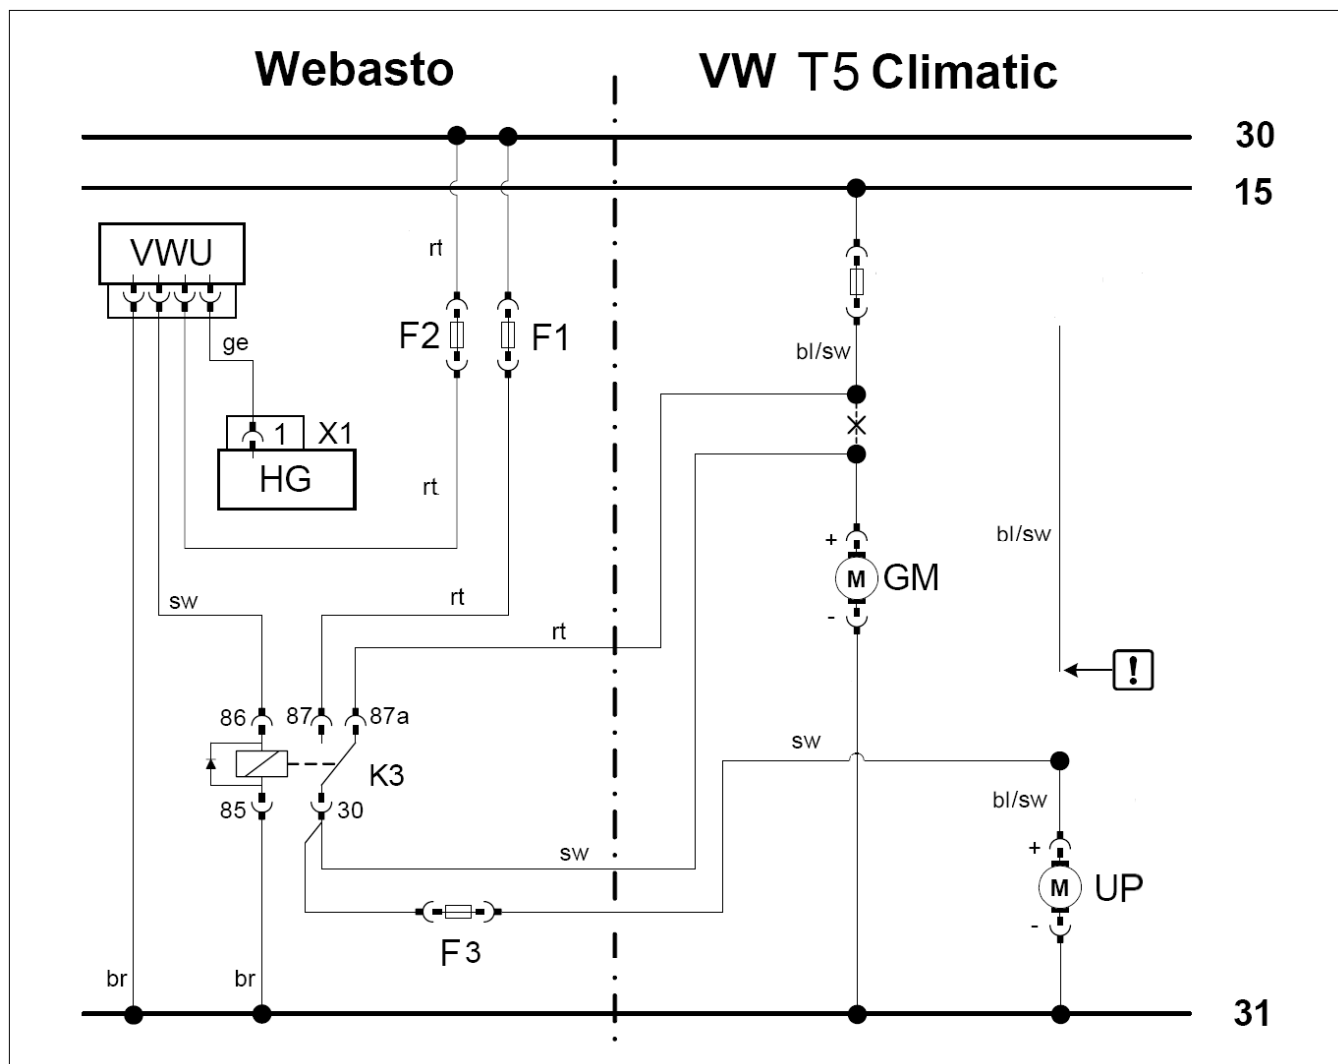 Webasto
VW T5 Climatic
30
15
VWU
rt
ge
F2
F1
bl/sw
1
X1
HG
rt
bl/sw
+
M
GM
-
sw
rt
rt
!
86
87
87a
sw
K3
85
30
bl/sw
+
M
UP
-
sw
F3
br
br
31